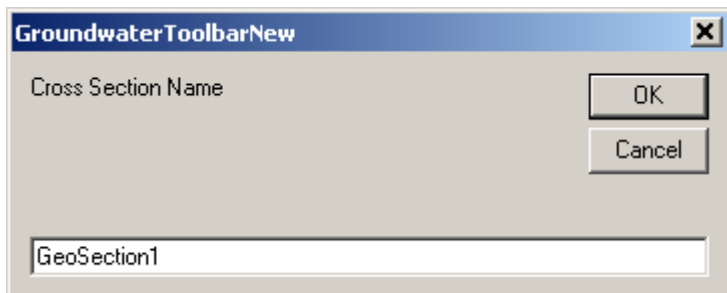 GroundwaterToolbarNew
Cross Section Name
OK
Cancel
GeoSection1